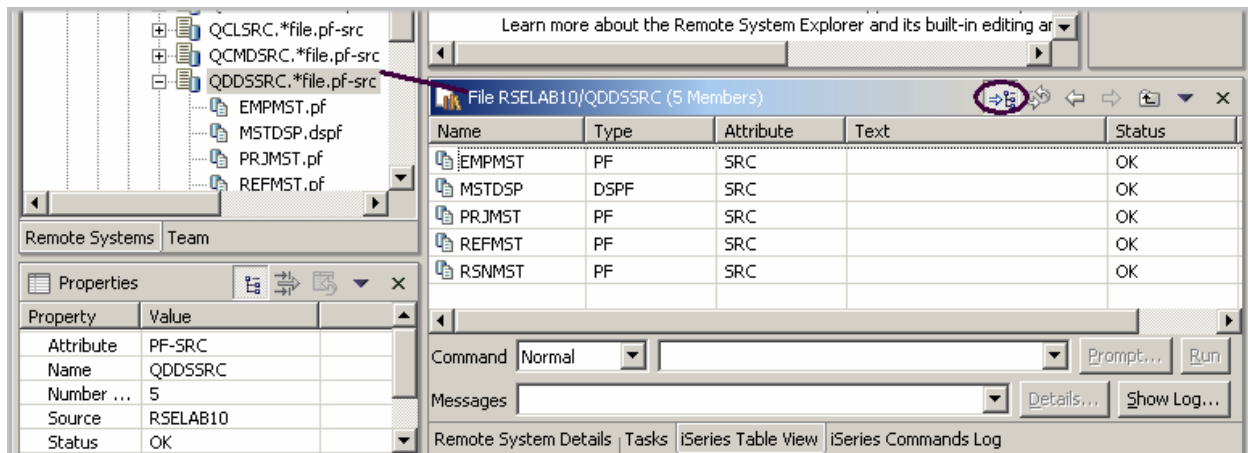 QCLSRC.*file.pf-src
QCMDSRC.*file.pf-src
QDDSSRC.*file.pf-src
EMPMST.pf
MSTDSP.dspf
PRJMST.pf
REFMST.pf
Remote Systems Team
Properties
Property Value
Attribute PF-SRC
Name QDDSSRC
Number ... 5
Source RSELAB10
Status OK
Learn more about the Remote System Explorer and its built-in editing
File RSELAB10/QDDSSRC (5 Members)
Name Type Attribute Text Status
EMPMST PF SRC OK
MSTDSP DSPF SRC OK
PRJMST PF SRC OK
REFMST PF SRC OK
RSNMST PF SRC OK
Command Normal Prompt... Run
Messages Details... Show Log...
Remote System Details Tasks iSeries Table View iSeries Commands Log